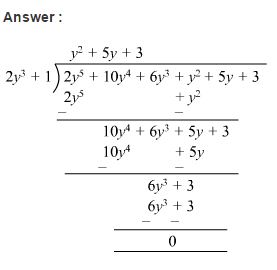 Answer :
y² + 5y + 3
2y³ + 1 ) 2y⁵ + 10y⁴ + 6y³ + y² + 5y + 3
2y⁵ + y²
– –
10y⁴ + 6y³ + 5y + 3
10y⁴ + 5y
– –
6y³ + 3
6y³ + 3
– –
0